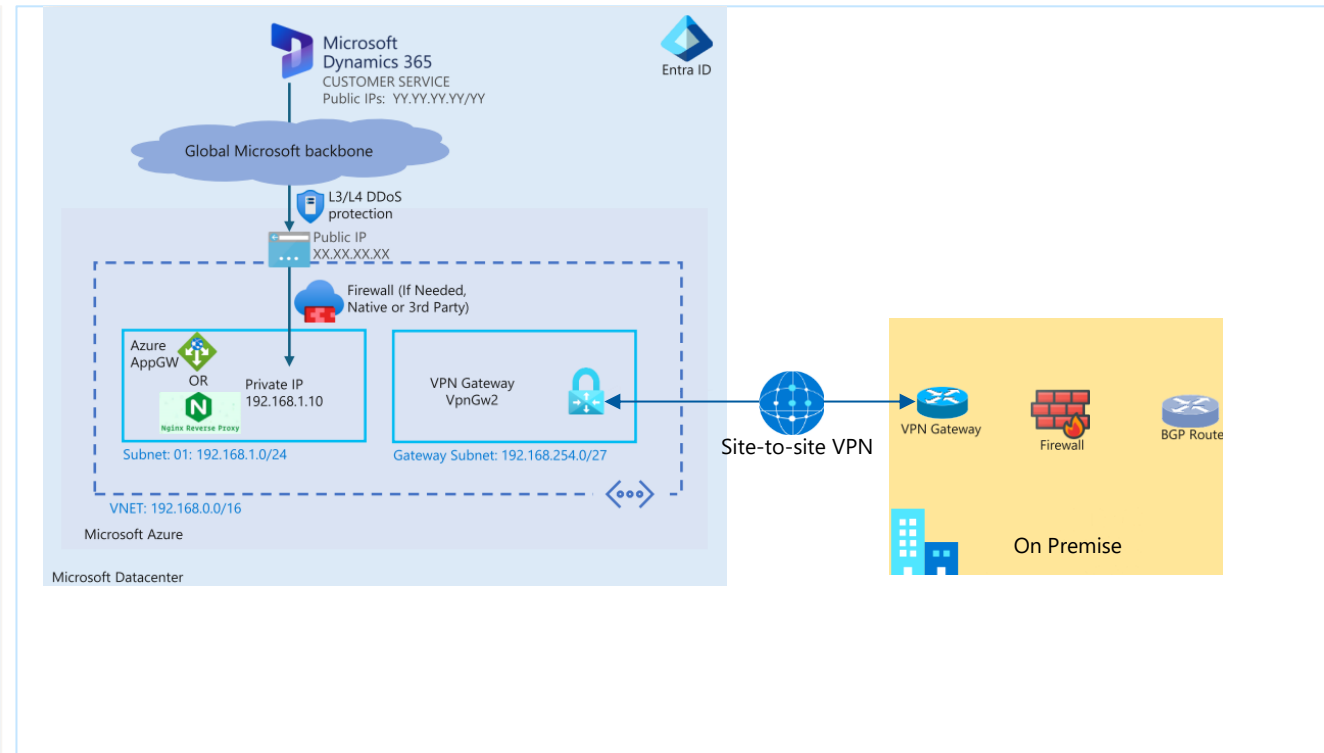 Microsoft
Dynamics 365
CUSTOMER SERVICE
Public IPs: YY.YY.YY.YY/YY
Entra ID
Global Microsoft backbone
L3/L4 DDoS
protection
Public IP
XX.XX.XX.XX
Firewall (If Needed,
Native or 3rd Party)
Azure
AppGW
OR
Nginx Reverse Proxy
Private IP
192.168.1.10
Subnet: 01: 192.168.1.0/24
VPN Gateway
VpnGw2
Gateway Subnet: 192.168.254.0/27
VNET: 192.168.0.0/16
Microsoft Azure
Microsoft Datacenter
Site-to-site VPN
VPN Gateway
Firewall
BGP Route
On Premise